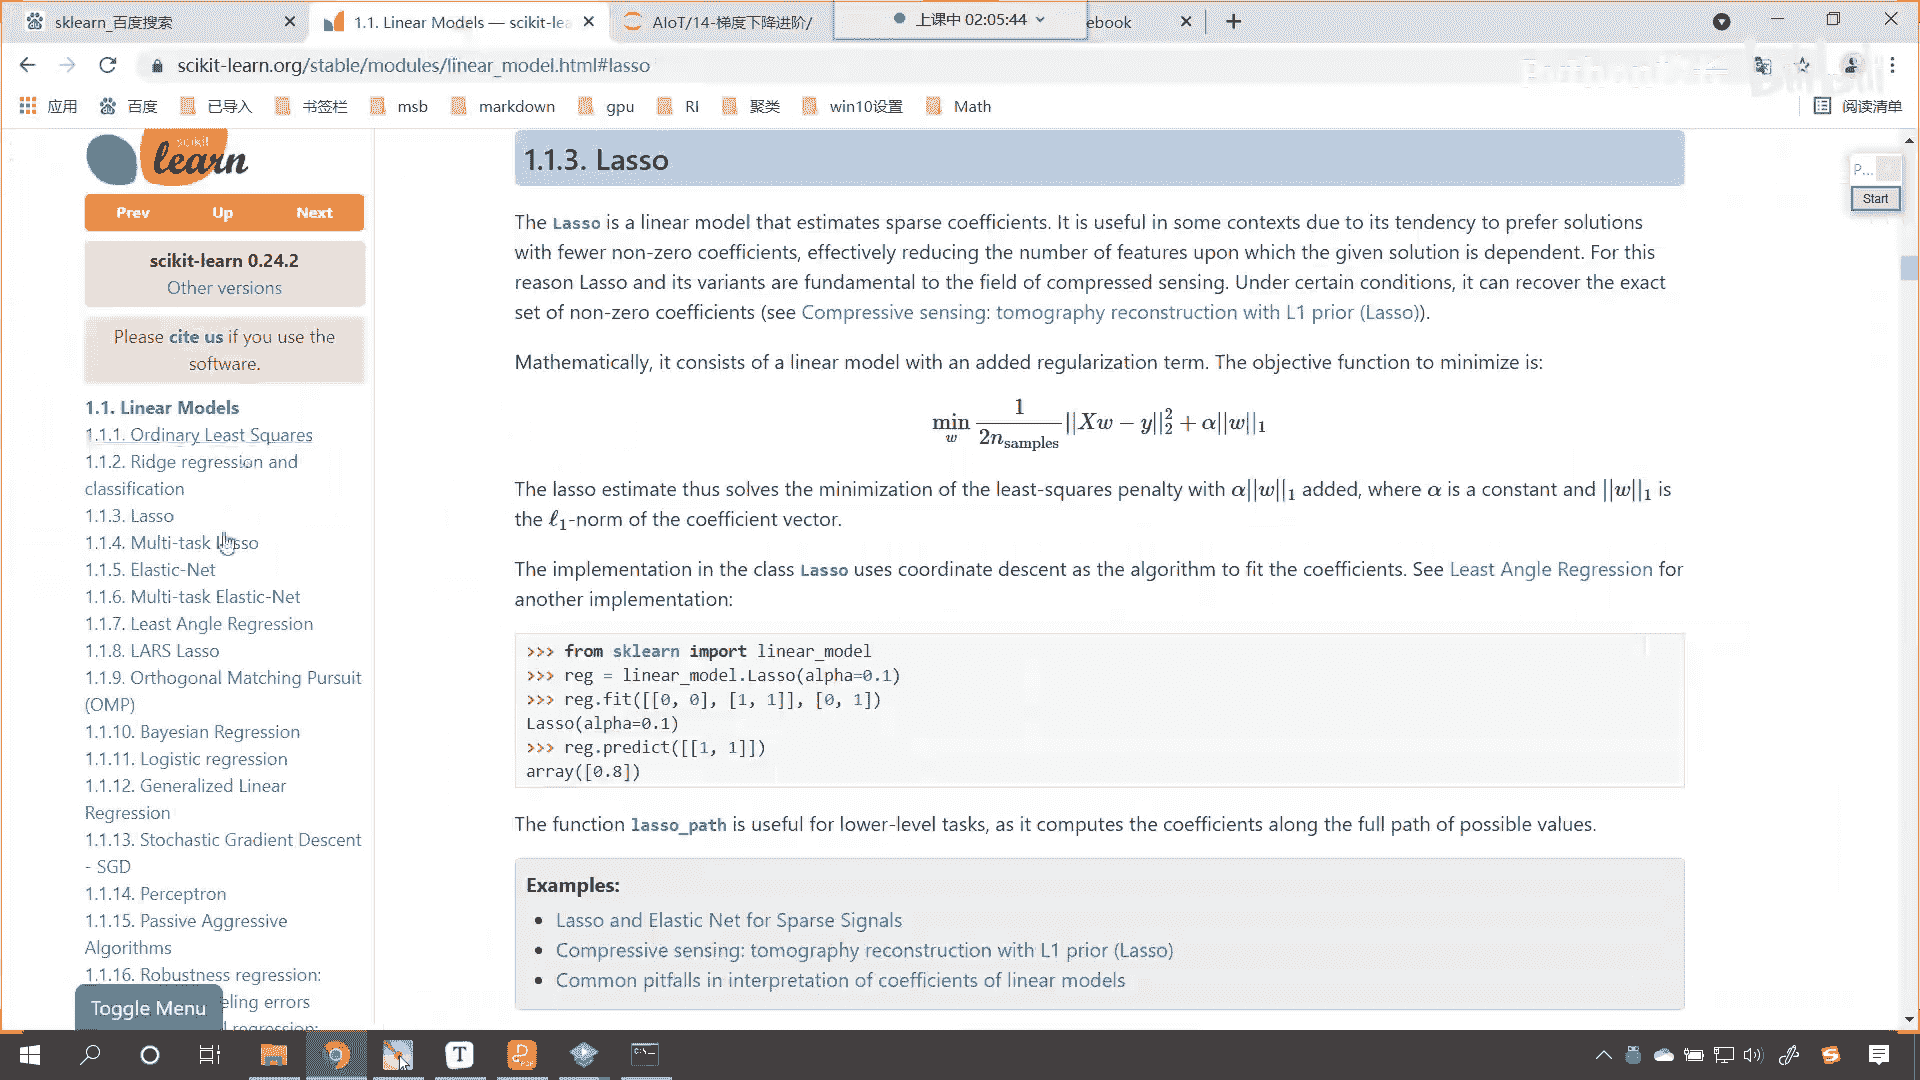 sklearn_百度搜索
1.1. Linear Models — scikit-lea
AIoT/14-梯度下降进阶/
上课中 02:05:44
ebook
scikit-learn.org/stable/modules/linear_model.html#lasso
应用
百度
已导入
书签栏
msb
markdown
gpu
RI
聚类
win10设置
Math
阅读清单
scikit
learn
Prev Up Next
scikit-learn 0.24.2
Other versions
Please cite us if you use the
software.
1.1. Linear Models
1.1.1. Ordinary Least Squares
1.1.2. Ridge regression and
classification
1.1.3. Lasso
1.1.4. Multi-task Lasso
1.1.5. Elastic-Net
1.1.6. Multi-task Elastic-Net
1.1.7. Least Angle Regression
1.1.8. LARS Lasso
1.1.9. Orthogonal Matching Pursuit
(OMP)
1.1.10. Bayesian Regression
1.1.11. Logistic regression
1.1.12. Generalized Linear
Regression
1.1.13. Stochastic Gradient Descent
- SGD
1.1.14. Perceptron
1.1.15. Passive Aggressive
Algorithms
1.1.16. Robustness regression:
eling errors
regression:
Toggle Menu
1.1.3. Lasso
The Lasso is a linear model that estimates sparse coefficients. It is useful in some contexts due to its tendency to prefer solutions
with fewer non-zero coefficients, effectively reducing the number of features upon which the given solution is dependent. For this
reason Lasso and its variants are fundamental to the field of compressed sensing. Under certain conditions, it can recover the exact
set of non-zero coefficients (see Compressive sensing: tomography reconstruction with L1 prior (Lasso)).
Mathematically, it consists of a linear model with an added regularization term. The objective function to minimize is:
min_w 1/(2n_samples) ||Xw − y||₂² + α||w||₁
The lasso estimate thus solves the minimization of the least-squares penalty with α||w||₁ added, where α is a constant and ||w||₁ is
the ℓ₁-norm of the coefficient vector.
The implementation in the class Lasso uses coordinate descent as the algorithm to fit the coefficients. See Least Angle Regression for
another implementation:
>>> from sklearn import linear_model
>>> reg = linear_model.Lasso(alpha=0.1)
>>> reg.fit([[0, 0], [1, 1]], [0, 1])
Lasso(alpha=0.1)
>>> reg.predict([[1, 1]])
array([0.8])
The function lasso_path is useful for lower-level tasks, as it computes the coefficients along the full path of possible values.
Examples:
• Lasso and Elastic Net for Sparse Signals
• Compressive sensing: tomography reconstruction with L1 prior (Lasso)
• Common pitfalls in interpretation of coefficients of linear models
P...
Start